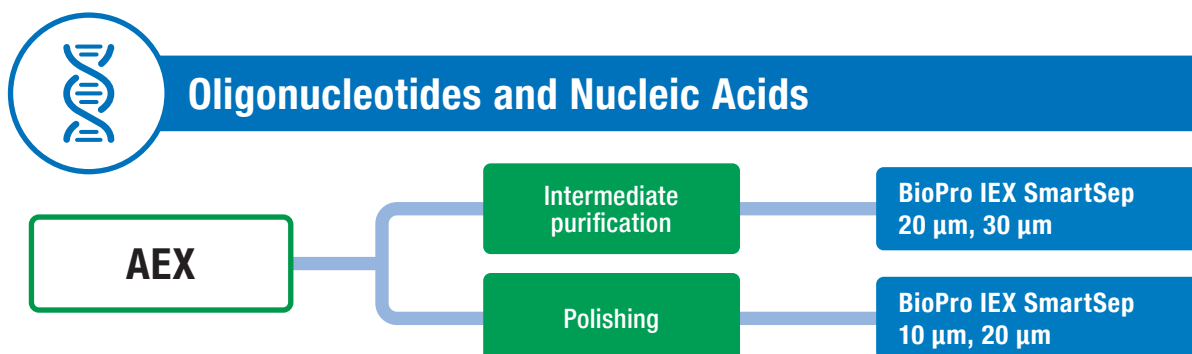 Oligonucleotides and Nucleic Acids
AEX
Intermediate
purification
BioPro IEX SmartSep
20 µm, 30 µm
Polishing
BioPro IEX SmartSep
10 µm, 20 µm